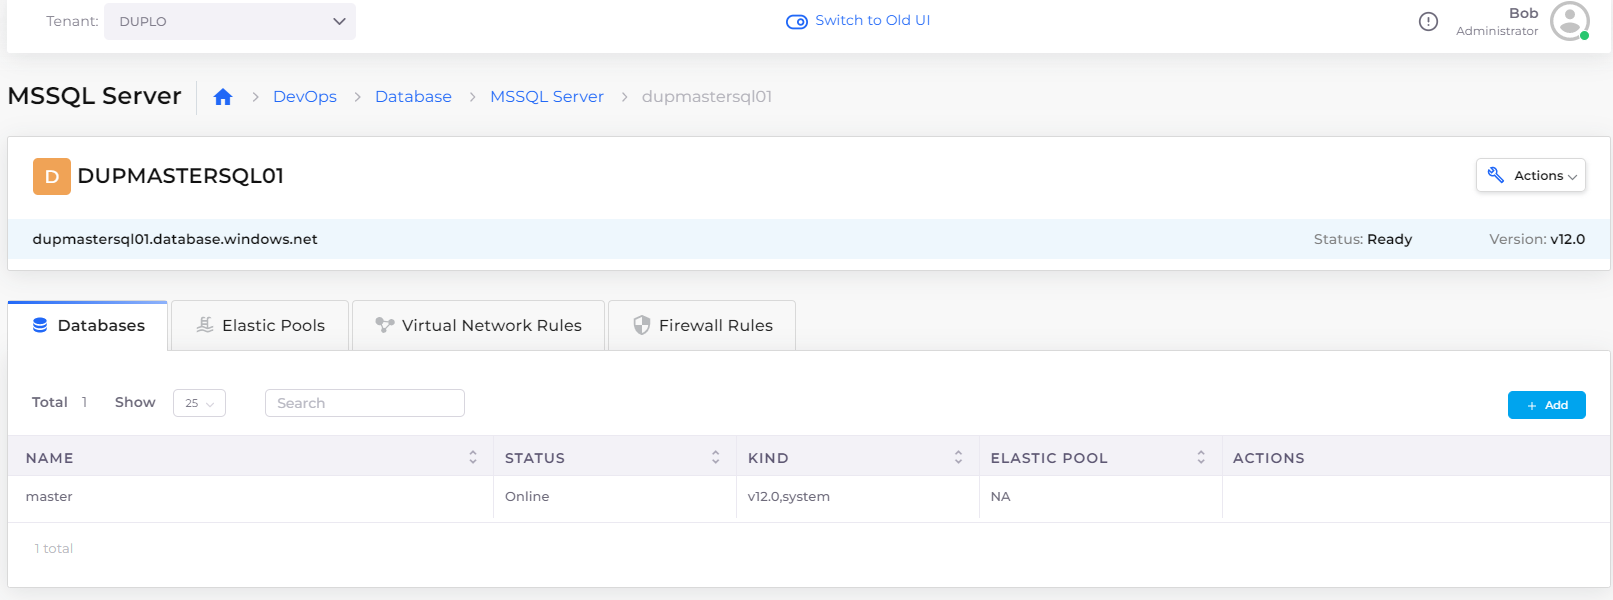 Tenant: DUPLO
Switch to Old UI
Bob
Administrator
MSSQL Server
DevOps > Database > MSSQL Server > dupmastersql01
D DUPMASTERSQL01
Actions
dupmastersql01.database.windows.net Status: Ready Version: v12.0
Databases Elastic Pools Virtual Network Rules Firewall Rules
Total 1 Show 25 Search + Add
NAME STATUS KIND ELASTIC POOL ACTIONS
master Online v12.0,system NA
1 total